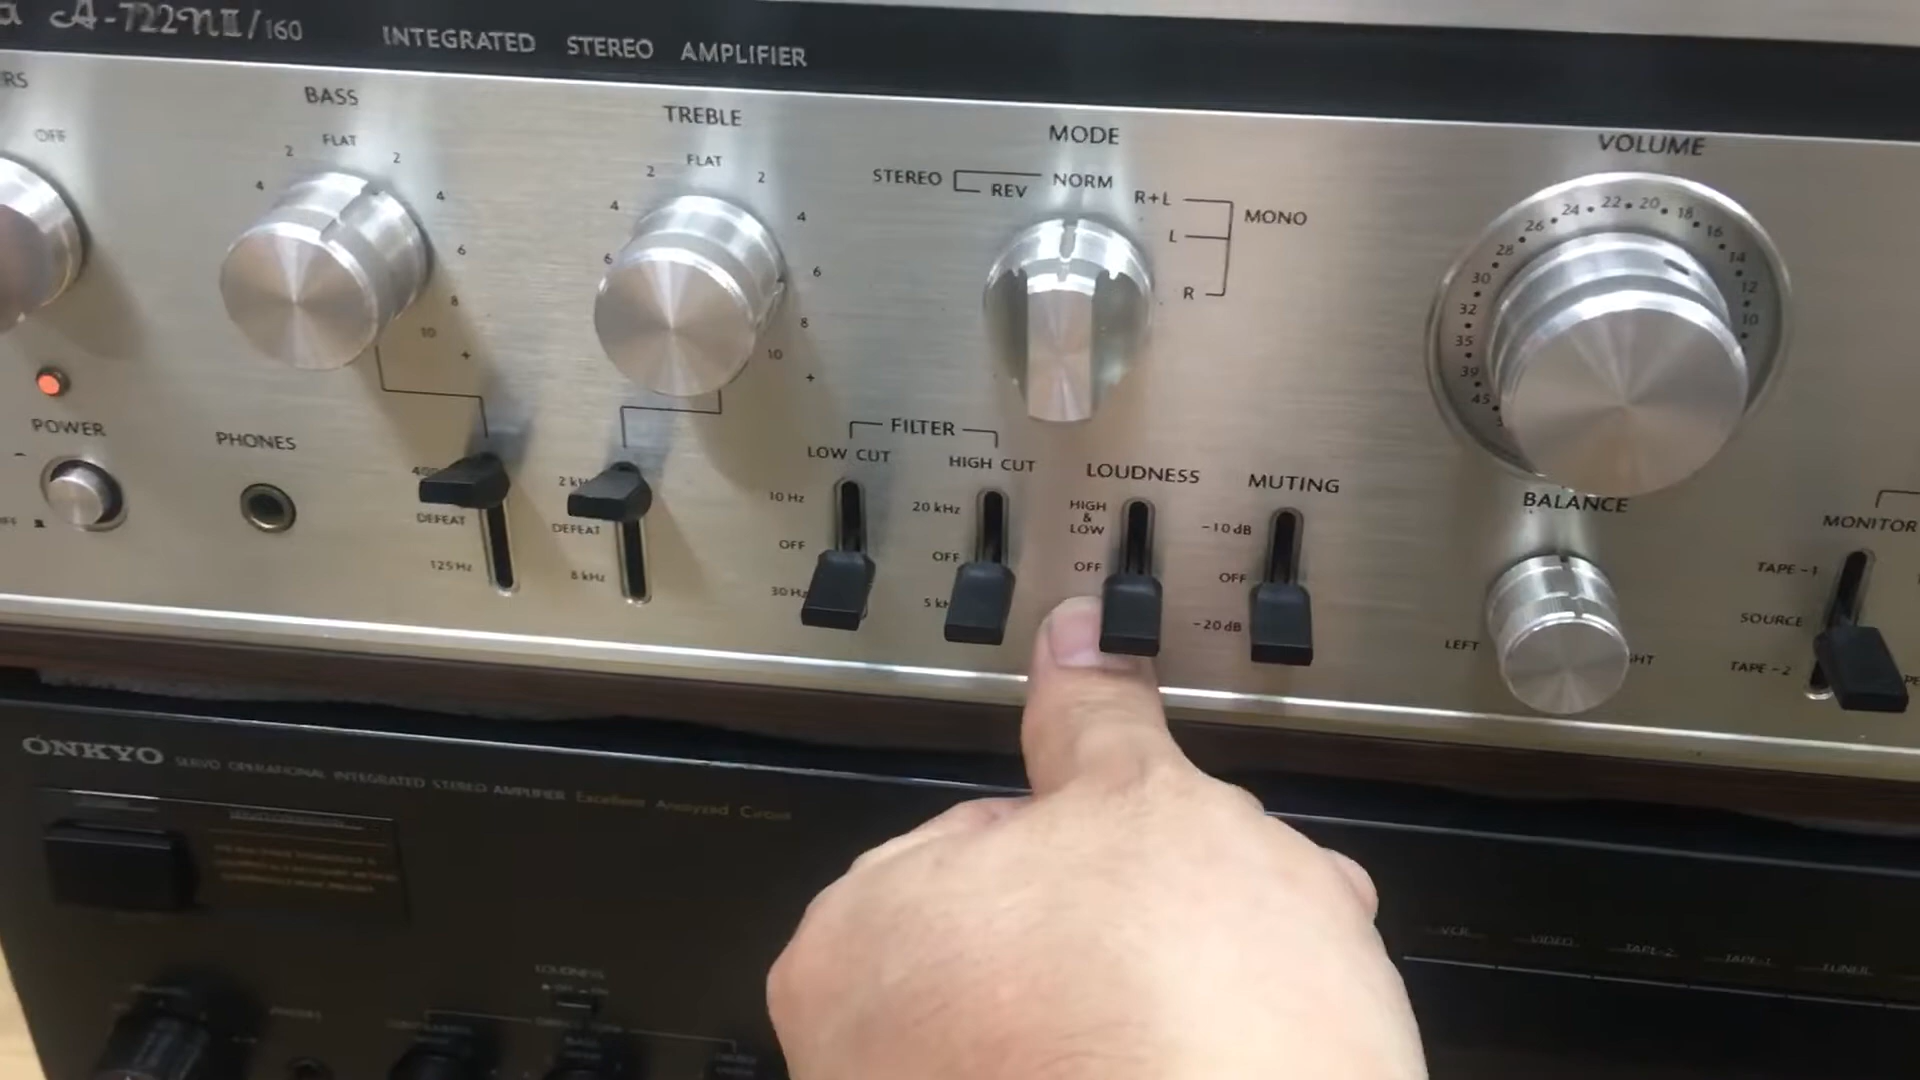 A-722nII/160 INTEGRATED STEREO AMPLIFIER
OFF
BASS
FLAT
2 2
4 4
6
8
10
+
TREBLE
FLAT
2 2
4 4
6 6
8
10
+
MODE
STEREO REV NORM
R+L
L
R
MONO
VOLUME
45 39 35 32 30 28 26 24 22 20 18 16 14 12 10
POWER
PHONES
DEFEAT
125 Hz
DEFEAT
8 kHz
FILTER
LOW CUT
10 Hz
OFF
HIGH CUT
20 kHz
OFF
LOUDNESS
HIGH
&
LOW
OFF
MUTING
-10 dB
OFF
-20 dB
BALANCE
LEFT
MONITOR
TAPE-1
SOURCE
TAPE-2
ONKYO SERVO OPERATIONAL INTEGRATED STEREO AMPLIFIER Excellent Analyzed Circuit
LOUDNESS
VCR VIDEO TAPE-2 TAPE-1 TUNER